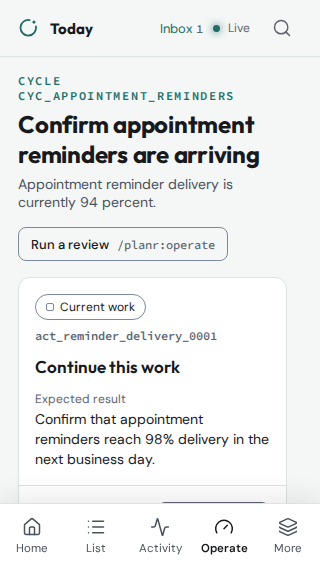 Today
Inbox 1
Live
CYCLE
CYC_APPOINTMENT_REMINDERS
Confirm appointment
reminders are arriving
Appointment reminder delivery is
currently 94 percent.
Run a review /planr:operate
Current work
act_reminder_delivery_0001
Continue this work
Expected result
Confirm that appointment
reminders reach 98% delivery in the
next business day.
Home
List
Activity
Operate
More